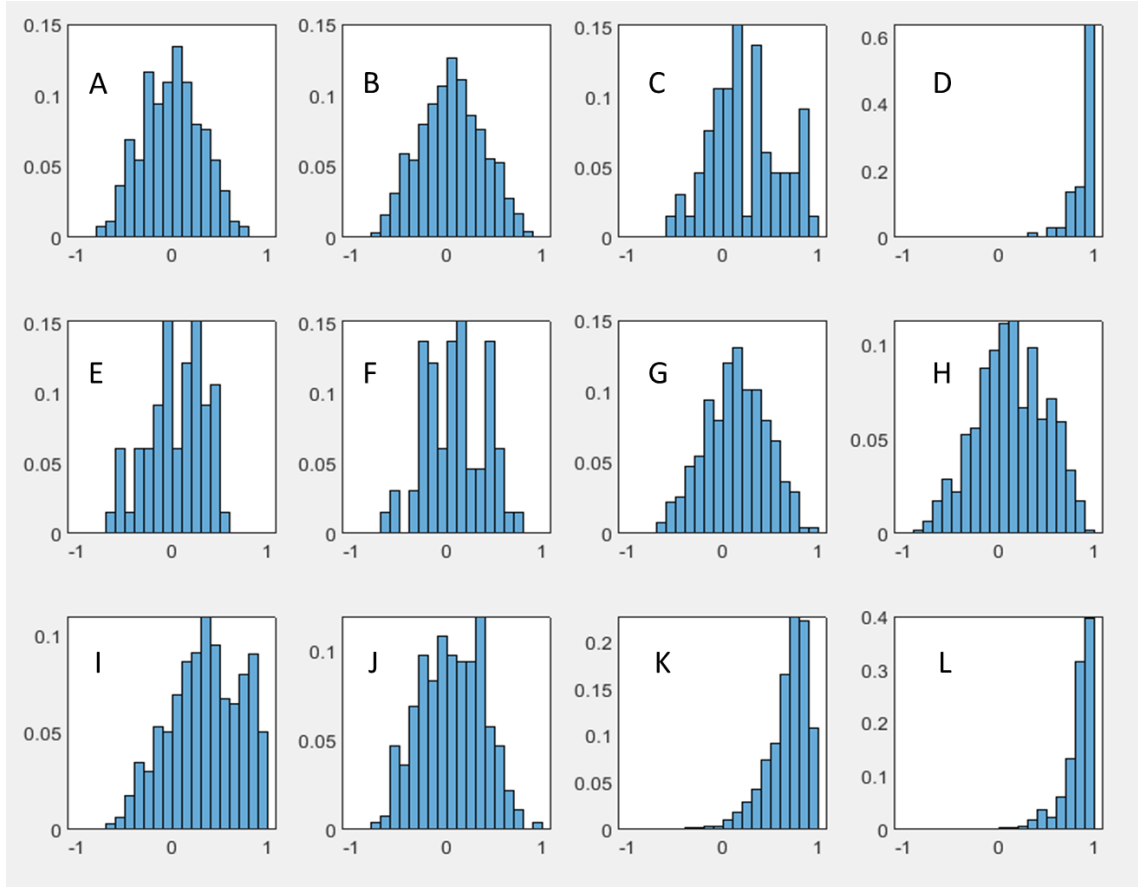 0.15 0.15 0.15 0.6
A B C D
0.1 0.1 0.1 0.4
0.05 0.05 0.05 0.2
0 0 0 0
-1 0 1 -1 0 1 -1 0 1 -1 0 1
0.15 0.15 0.15
E F G H
0.1 0.1 0.1 0.1
0.05 0.05 0.05 0.05
0 0 0 0
-1 0 1 -1 0 1 -1 0 1 -1 0 1
0.4
0.1 0.1 0.2 0.3
I J K L
0.15 0.2
0.05 0.05 0.1 0.1
0.05
0 0 0 0
-1 0 1 -1 0 1 -1 0 1 -1 0 1